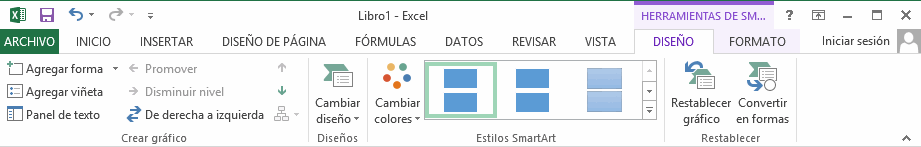 Libro1 - Excel
HERRAMIENTAS DE SM...
?
ARCHIVO INICIO INSERTAR DISEÑO DE PÁGINA FÓRMULAS DATOS REVISAR VISTA DISEÑO FORMATO Iniciar sesión
Agregar forma
Agregar viñeta
Panel de texto
Promover
Disminuir nivel
De derecha a izquierda
Crear gráfico
Cambiar
diseño
Diseños
Cambiar
colores
Estilos SmartArt
Restablecer
gráfico
Convertir
en formas
Restablecer